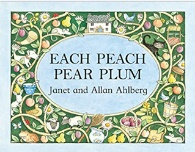 EACH PEACH
PEAR PLUM
Janet and Allan Ahlberg